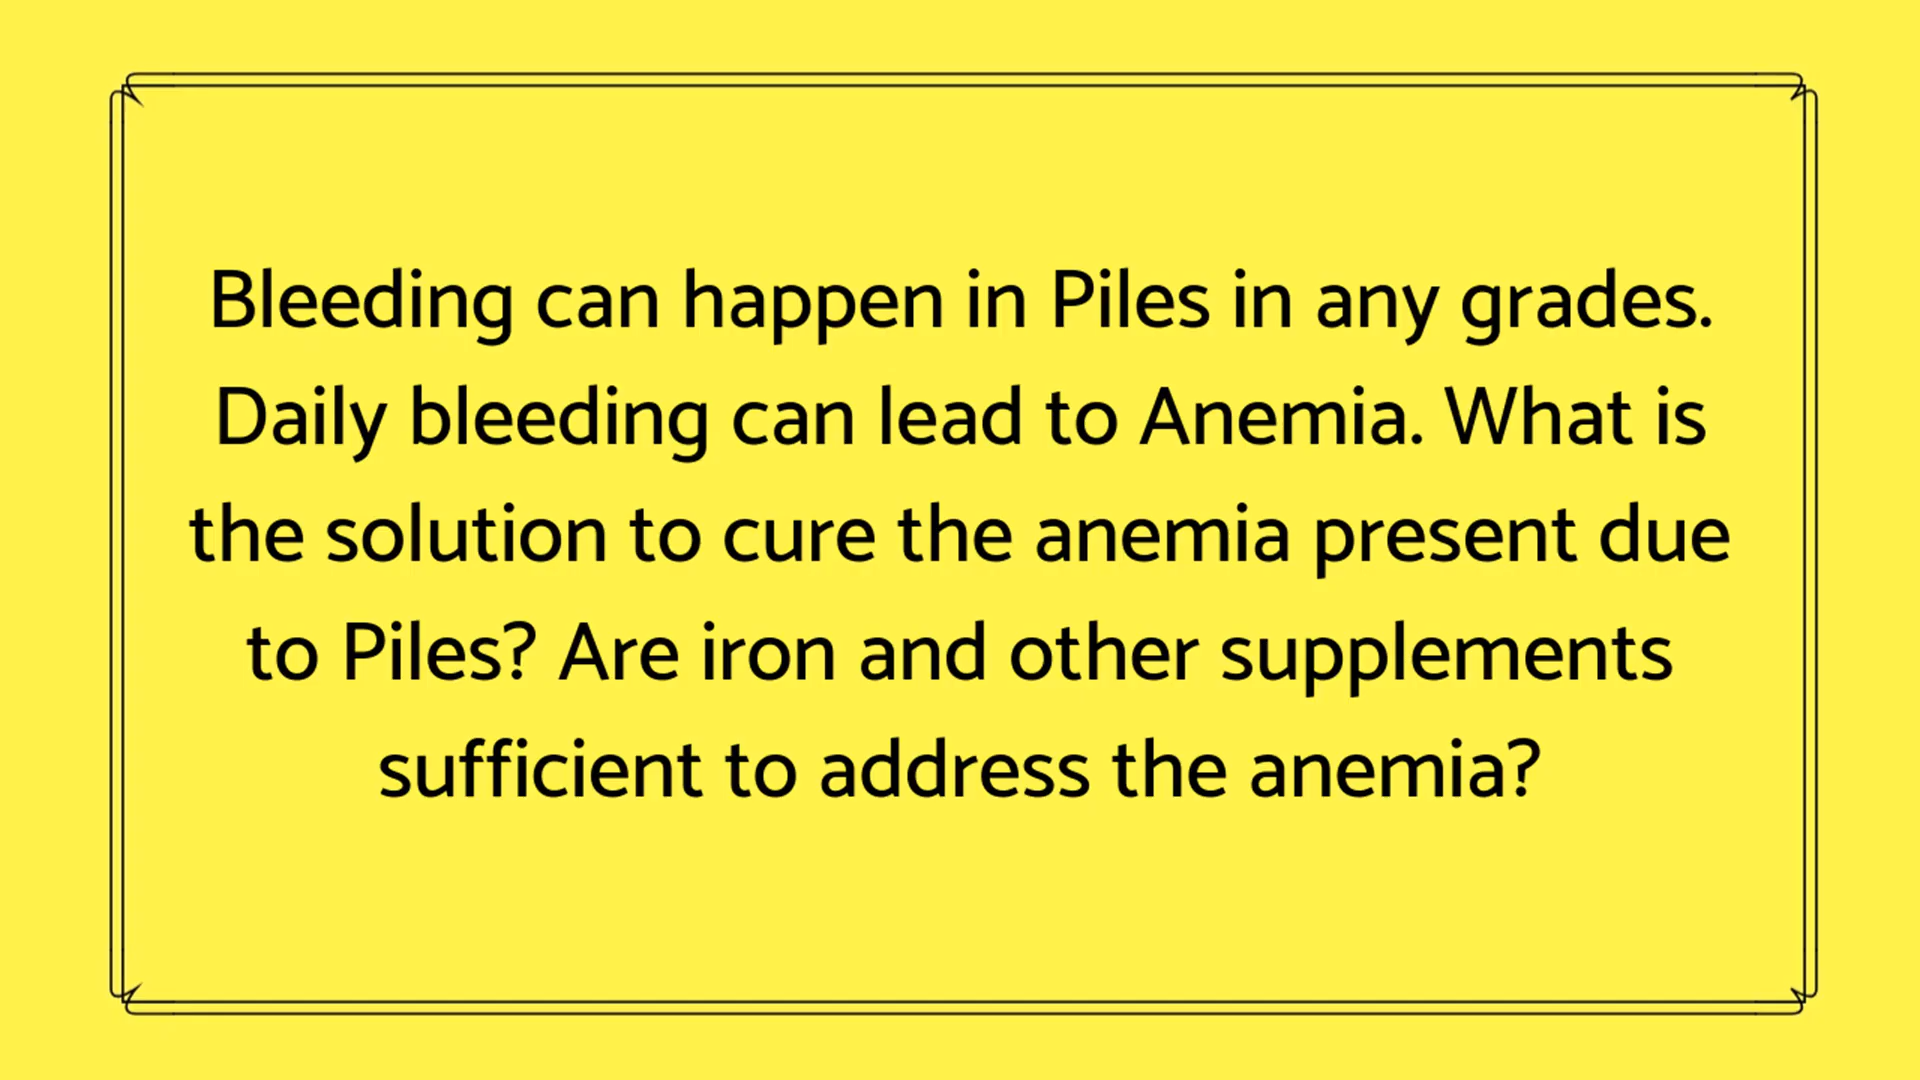 Bleeding can happen in Piles in any grades.
Daily bleeding can lead to Anemia. What is
the solution to cure the anemia present due
to Piles? Are iron and other supplements
sufficient to address the anemia?